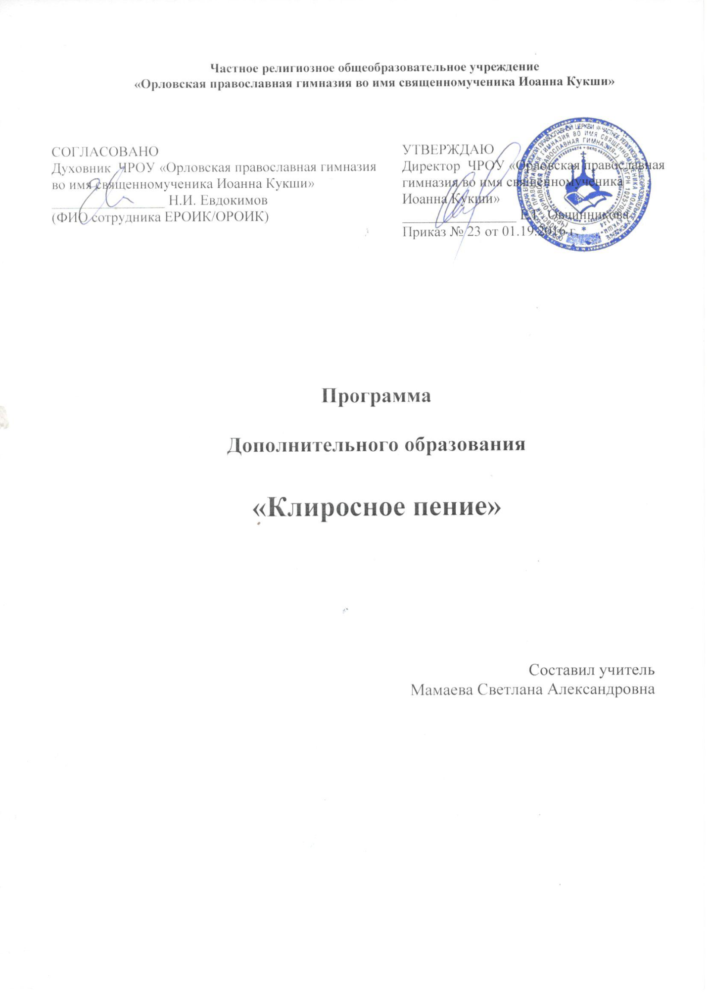 Частное религиозное общеобразовательное учреждение
«Орловская православная гимназия во имя священномученика Иоанна Кукши»
СОГЛАСОВАНО
Духовник ЧРОУ «Орловская православная гимназия
во имя священномученика Иоанна Кукши»
Н.И. Евдокимов
(ФИО сотрудника ЕРОИК/ОРОИК)
УТВЕРЖДАЮ
Директор ЧРОУ «Орловская православная
гимназия во имя священномученика
Иоанна Кукши»
Овчинникова
Приказ № 23 от 01.19.2016 г.
Программа
Дополнительного образования
«Клиросное пение»
Составил учитель
Мамаева Светлана Александровна